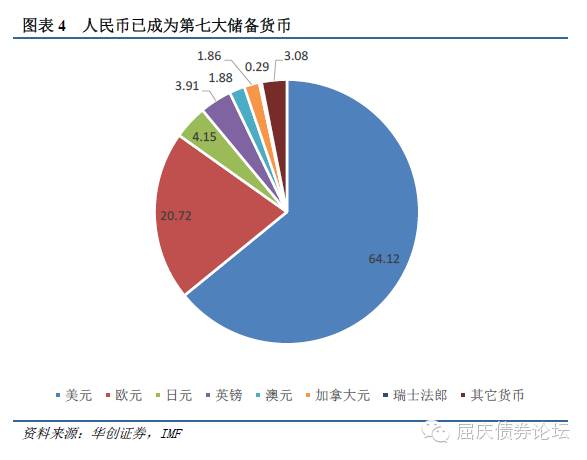 图表 4 人民币已成为第七大储备货币
1.86
3.08
0.29
1.88
3.91
4.15
20.72
64.12
美元 欧元 日元 英镑 澳元 加拿大元 瑞士法郎 其它货币
资料来源：华创证券，IMF
屈庆债券论坛